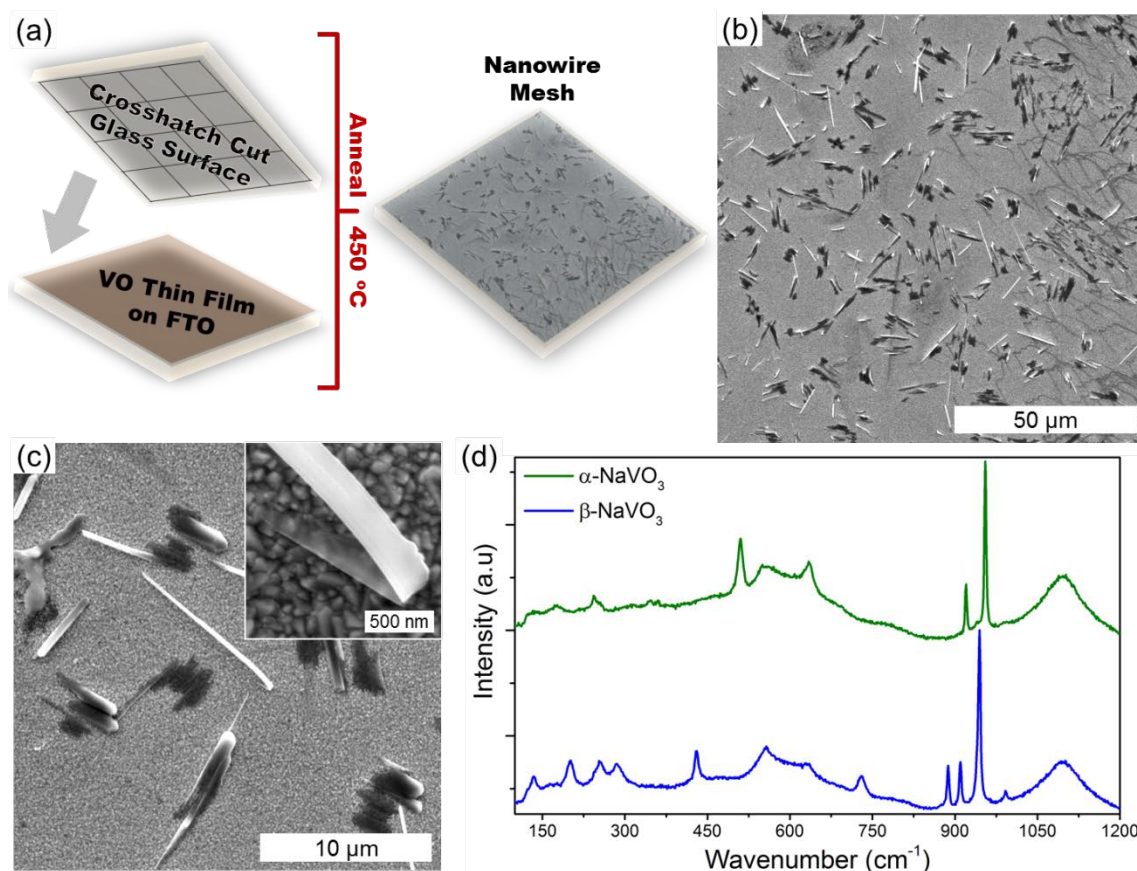 (a)
Crosshatch Cut
Glass Surface
VO Thin Film
on FTO
Anneal 450 ºC
Nanowire
Mesh
(b)
50 µm
(c)
500 nm
10 µm
(d)
α-NaVO₃
β-NaVO₃
Intensity (a.u)
150 300 450 600 750 900 1050 1200
Wavenumber (cm⁻¹)